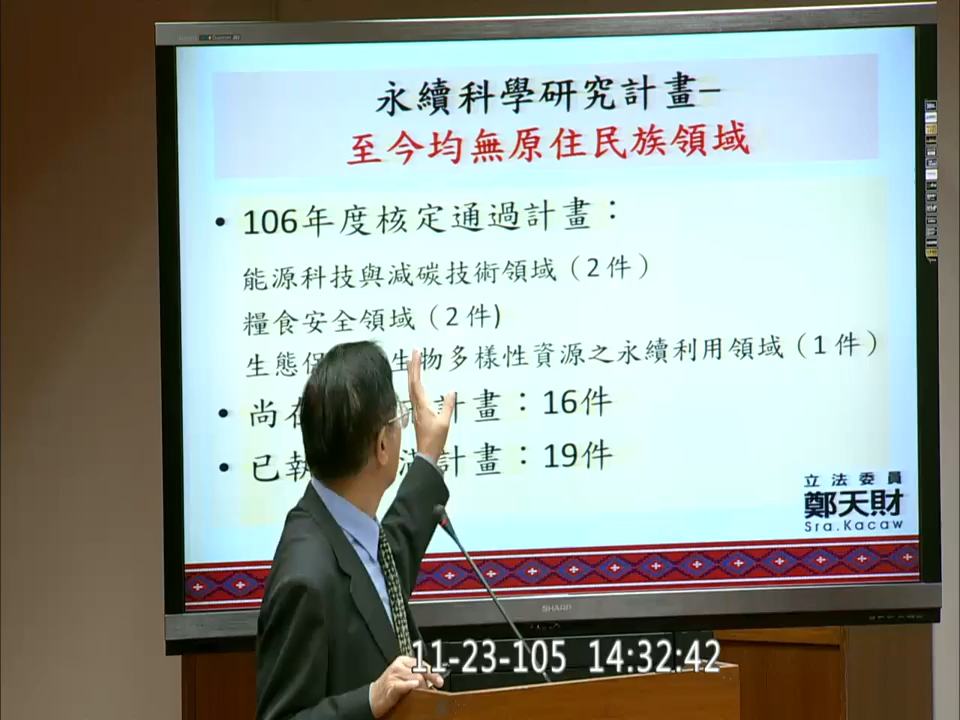 永續科學研究計畫–
至今均無原住民族領域
• 106年度核定通過計畫：
能源科技與減碳技術領域（2件）
糧食安全領域（2件)
生態保 生物多樣性資源之永續利用領域（1件）
• 尚在 計畫：16件
• 已執 滿計畫：19件
立法委員
鄭天財
Sra.Kacaw
SHARP
11-23-105 14:32:42